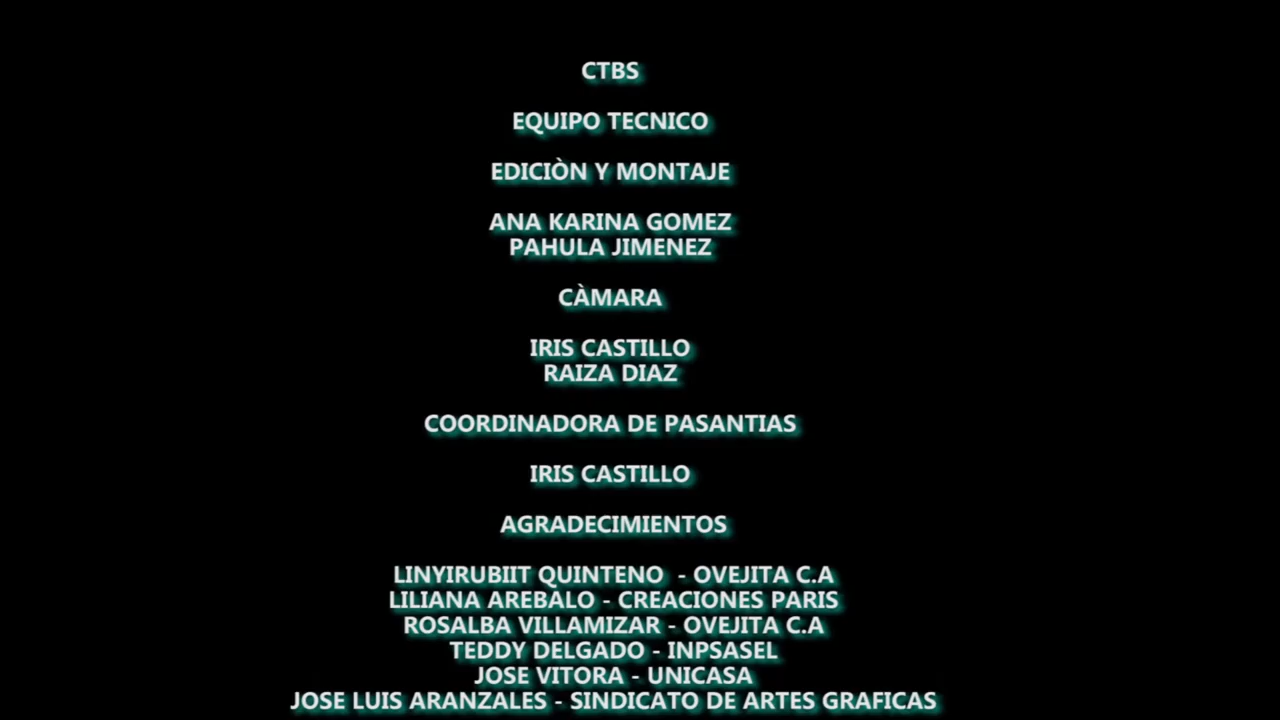 CTBS
EQUIPO TECNICO
EDICIÒN Y MONTAJE
ANA KARINA GOMEZ
PAHULA JIMENEZ
CÀMARA
IRIS CASTILLO
RAIZA DIAZ
COORDINADORA DE PASANTIAS
IRIS CASTILLO
AGRADECIMIENTOS
LINYIRUBIIT QUINTENO - OVEJITA C.A
LILIANA AREBALO - CREACIONES PARIS
ROSALBA VILLAMIZAR - OVEJITA C.A
TEDDY DELGADO - INPSASEL
JOSE VITORA - UNICASA
JOSE LUIS ARANZALES - SINDICATO DE ARTES GRAFICAS